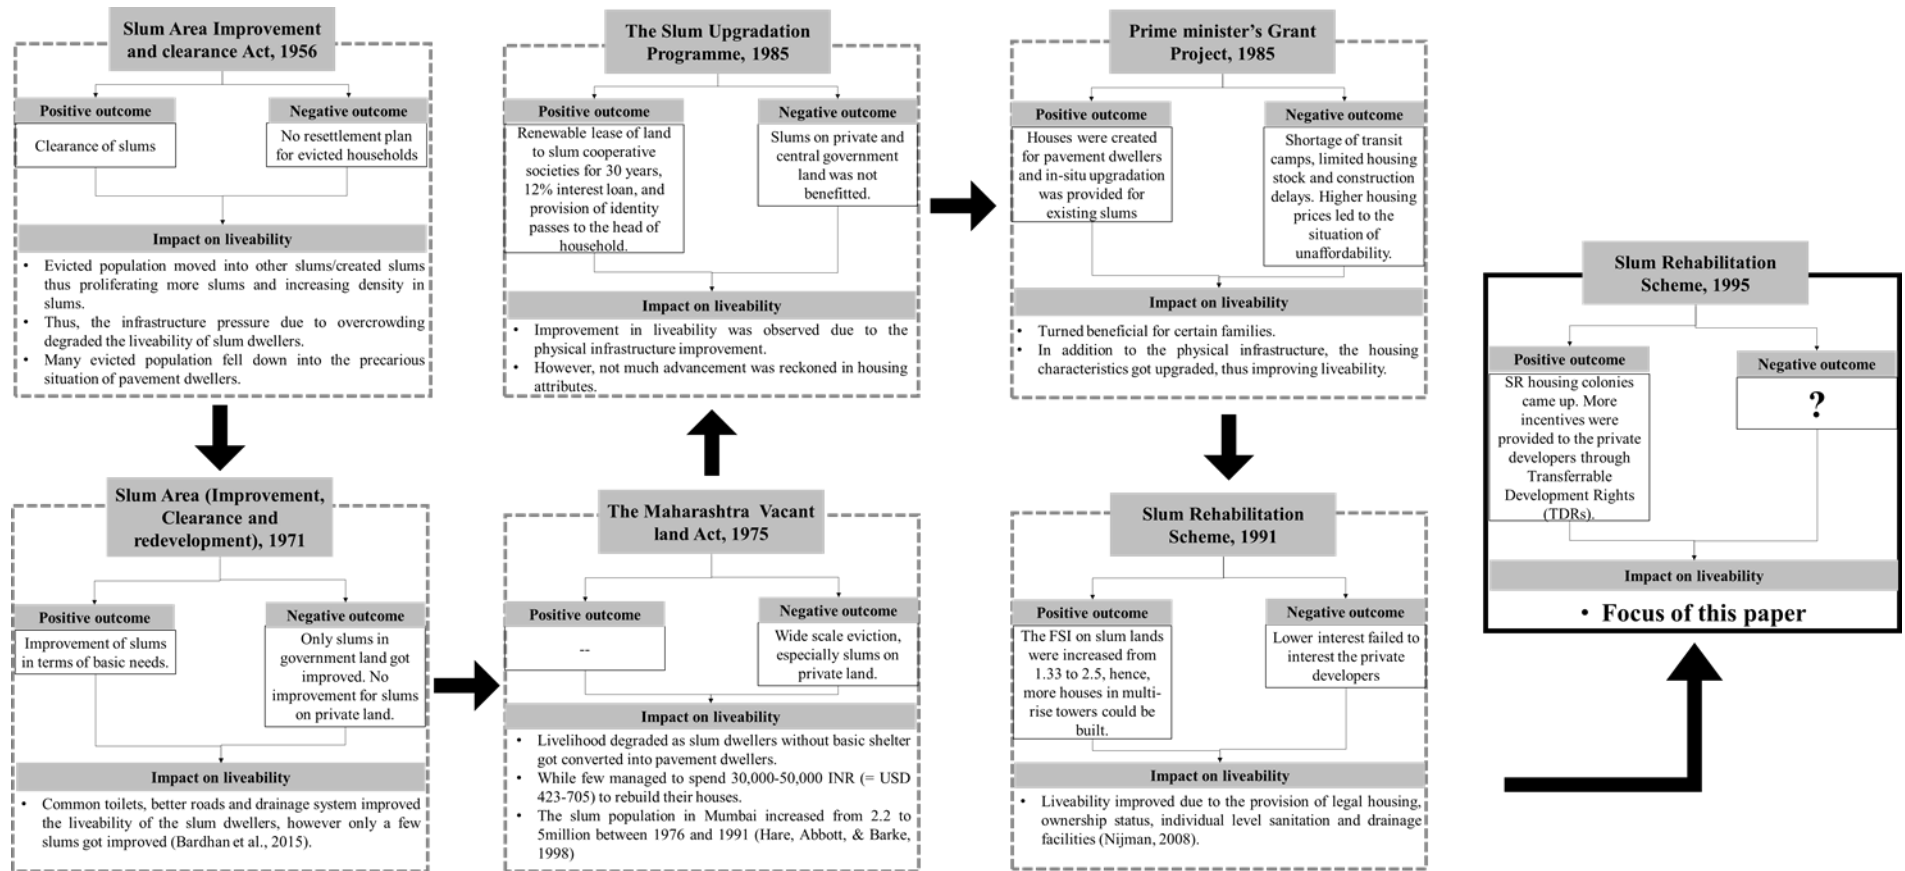 Slum Area Improvement
and clearance Act, 1956
Positive outcome
Clearance of slums
Negative outcome
No resettlement plan
for evicted households
Impact on liveability
• Evicted population moved into other slums/created slums
thus proliferating more slums and increasing density in
slums.
• Thus, the infrastructure pressure due to overcrowding
degraded the liveability of slum dwellers.
• Many evicted population fell down into the precarious
situation of pavement dwellers.
Slum Area (Improvement,
Clearance and
redevelopment), 1971
Positive outcome
Improvement of slums
in terms of basic needs.
Negative outcome
Only slums in
government land got
improved. No
improvement for slums
on private land.
Impact on liveability
• Common toilets, better roads and drainage system improved
the liveability of the slum dwellers, however only a few
slums got improved (Bardhan et al., 2015).
The Maharashtra Vacant
land Act, 1975
Positive outcome
--
Negative outcome
Wide scale eviction,
especially slums on
private land.
Impact on liveability
• Livelihood degraded as slum dwellers without basic shelter
got converted into pavement dwellers.
• While few managed to spend 30,000-50,000 INR (= USD
423-705) to rebuild their houses.
• The slum population in Mumbai increased from 2.2 to
5million between 1976 and 1991 (Hare, Abbott, & Barke,
1998)
The Slum Upgradation
Programme, 1985
Positive outcome
Renewable lease of land
to slum cooperative
societies for 30 years,
12% interest loan, and
provision of identity
passes to the head of
household.
Negative outcome
Slums on private and
central government
land was not
benefitted.
Impact on liveability
• Improvement in liveability was observed due to the
physical infrastructure improvement.
• However, not much advancement was reckoned in housing
attributes.
Prime minister's Grant
Project, 1985
Positive outcome
Houses were created
for pavement dwellers
and in-situ upgradation
was provided for
existing slums
Negative outcome
Shortage of transit
camps, limited housing
stock and construction
delays. Higher housing
prices led to the
situation of
unaffordability.
Impact on liveability
• Turned beneficial for certain families.
• In addition to the physical infrastructure, the housing
characteristics got upgraded, thus improving liveability.
Slum Rehabilitation
Scheme, 1991
Positive outcome
The FSI on slum lands
were increased from
1.33 to 2.5, hence,
more houses in multi-
rise towers could be
built.
Negative outcome
Lower interest failed to
interest the private
developers
Impact on liveability
• Liveability improved due to the provision of legal housing,
ownership status, individual level sanitation and drainage
facilities (Nijman, 2008).
Slum Rehabilitation
Scheme, 1995
Positive outcome
SR housing colonies
came up. More
incentives were
provided to the private
developers through
Transferrable
Development Rights
(TDRs).
Negative outcome
?
Impact on liveability
• Focus of this paper